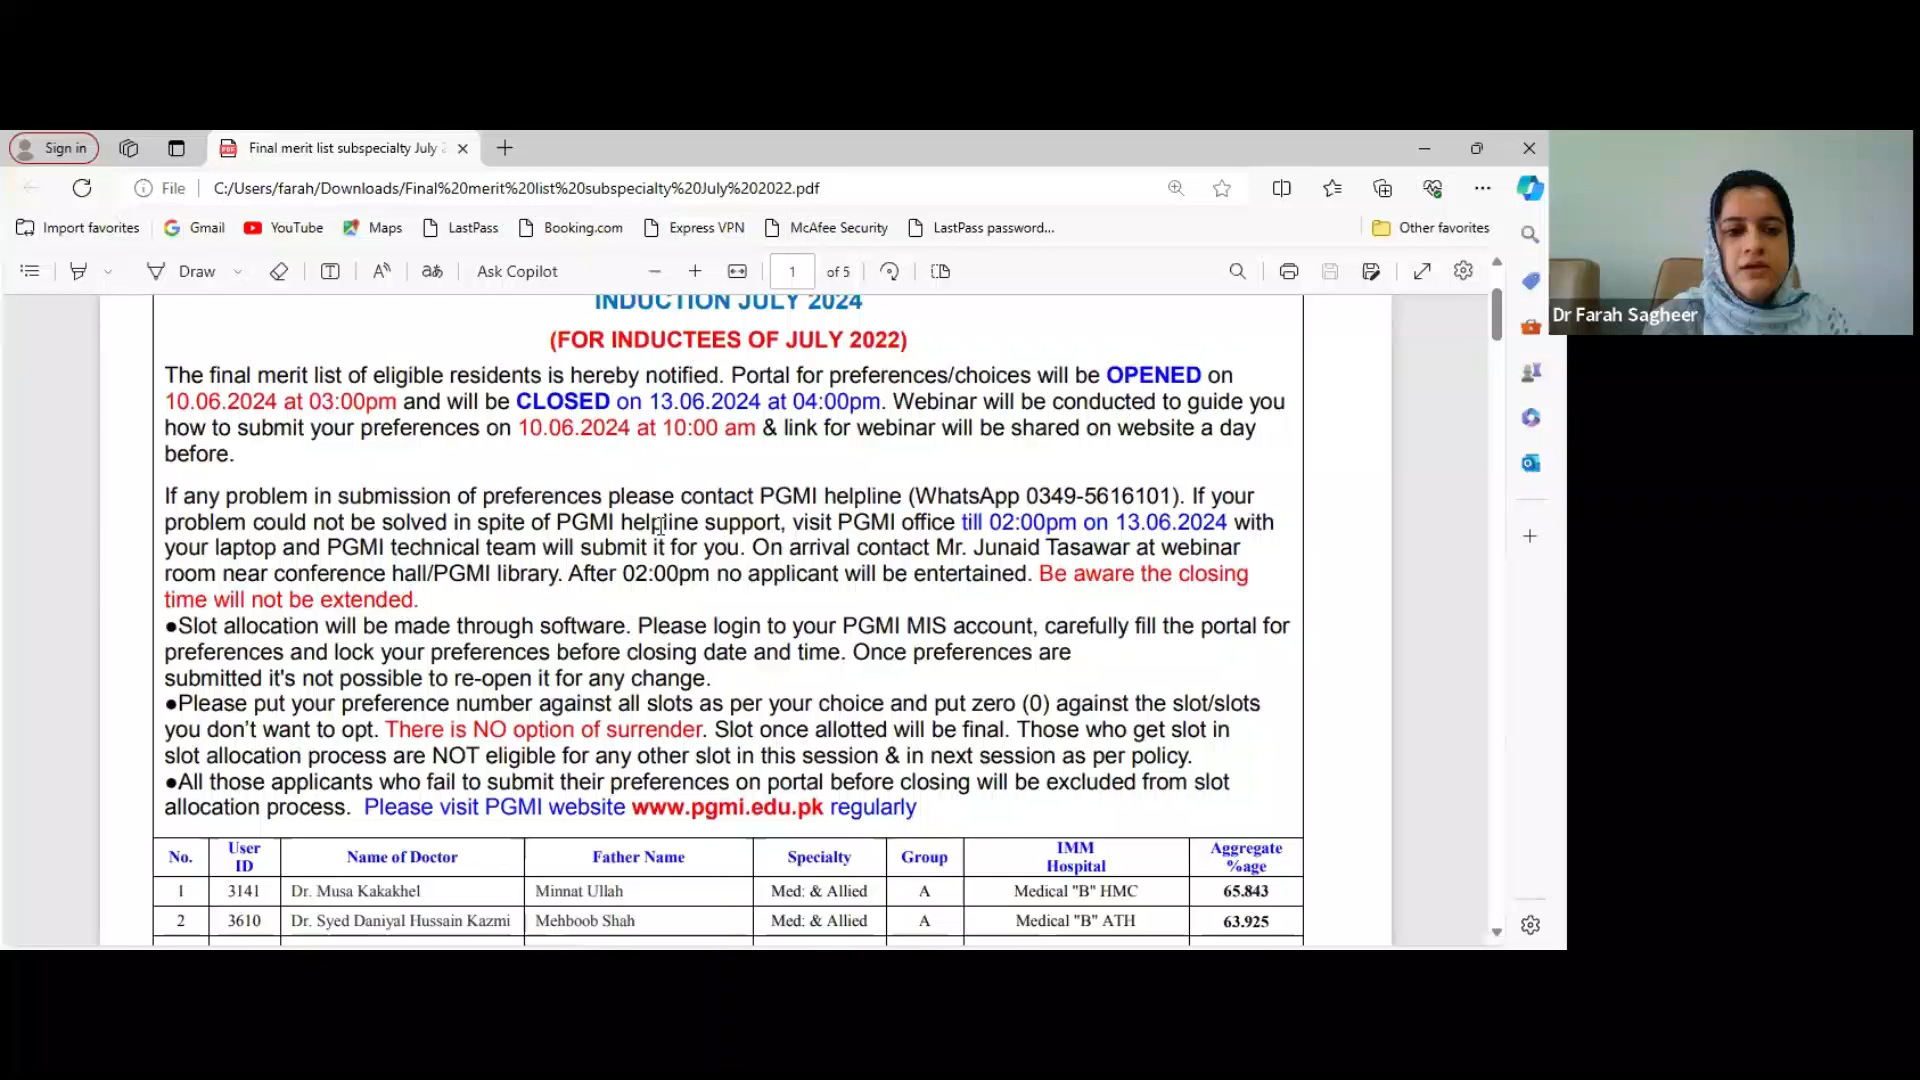 Sign in
Final merit list subspecialty July 2
File
C:/Users/farah/Downloads/Final%20merit%20list%20subspecialty%20July%202022.pdf
Import favorites
Gmail
YouTube
Maps
LastPass
Booking.com
Express VPN
McAfee Security
LastPass password...
Other favorites
Draw
Ask Copilot
1
of 5
Dr Farah Sagheer
INDUCTION JULY 2024
(FOR INDUCTEES OF JULY 2022)
The final merit list of eligible residents is hereby notified. Portal for preferences/choices will be OPENED on
10.06.2024 at 03:00pm and will be CLOSED on 13.06.2024 at 04:00pm. Webinar will be conducted to guide you
how to submit your preferences on 10.06.2024 at 10:00 am & link for webinar will be shared on website a day
before.
If any problem in submission of preferences please contact PGMI helpline (WhatsApp 0349-5616101). If your
problem could not be solved in spite of PGMI helpline support, visit PGMI office till 02:00pm on 13.06.2024 with
your laptop and PGMI technical team will submit it for you. On arrival contact Mr. Junaid Tasawar at webinar
room near conference hall/PGMI library. After 02:00pm no applicant will be entertained. Be aware the closing
time will not be extended.
●Slot allocation will be made through software. Please login to your PGMI MIS account, carefully fill the portal for
preferences and lock your preferences before closing date and time. Once preferences are
submitted it's not possible to re-open it for any change.
●Please put your preference number against all slots as per your choice and put zero (0) against the slot/slots
you don't want to opt. There is NO option of surrender. Slot once allotted will be final. Those who get slot in
slot allocation process are NOT eligible for any other slot in this session & in next session as per policy.
●All those applicants who fail to submit their preferences on portal before closing will be excluded from slot
allocation process. Please visit PGMI website www.pgmi.edu.pk regularly
No. User ID Name of Doctor Father Name Specialty Group IMM Hospital Aggregate %age
1 3141 Dr. Musa Kakakhel Minnat Ullah Med: & Allied A Medical "B" HMC 65.843
2 3610 Dr. Syed Daniyal Hussain Kazmi Mehboob Shah Med: & Allied A Medical "B" ATH 63.925